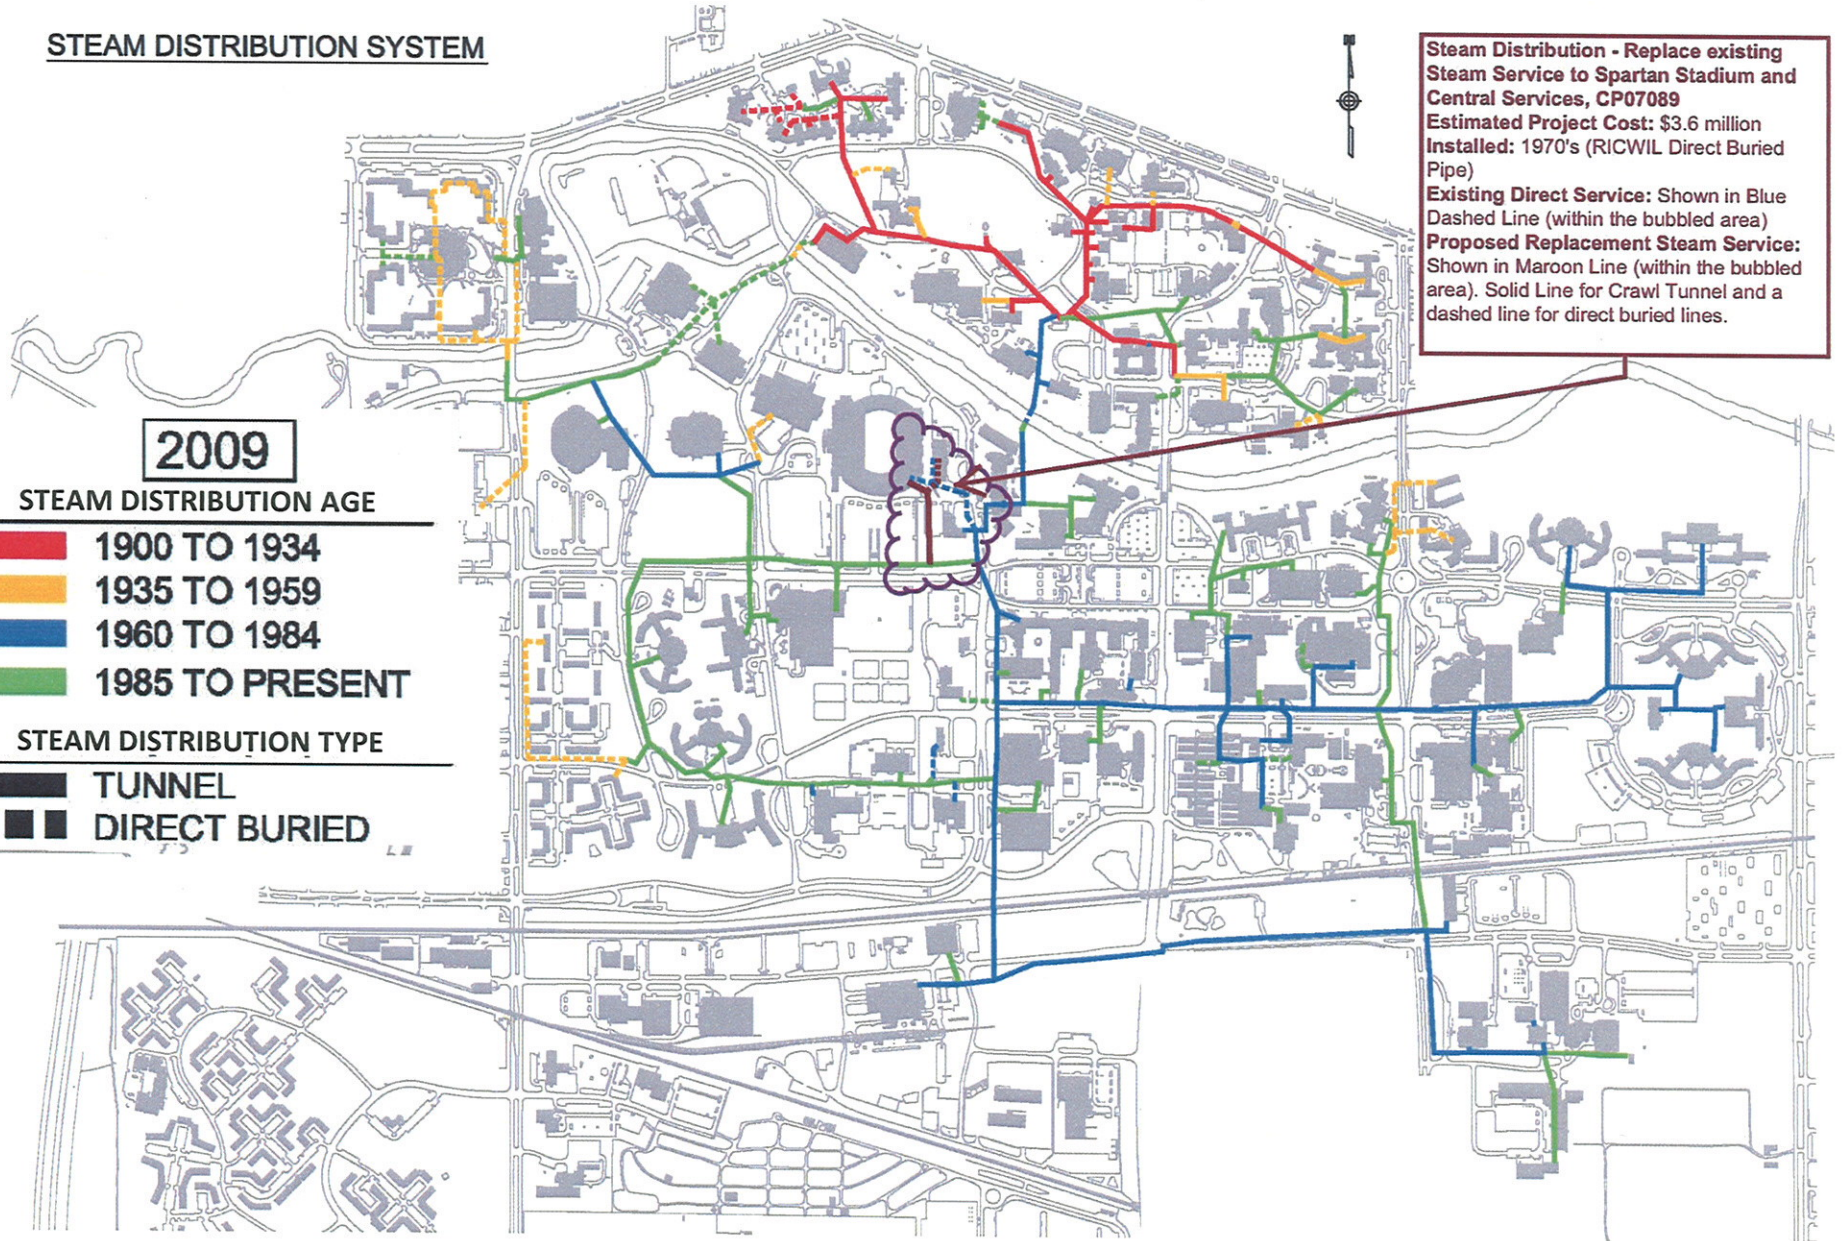 STEAM DISTRIBUTION SYSTEM
Steam Distribution - Replace existing
Steam Service to Spartan Stadium and
Central Services, CP07089
Estimated Project Cost: $3.6 million
Installed: 1970's (RICWIL Direct Buried
Pipe)
Existing Direct Service: Shown in Blue
Dashed Line (within the bubbled area)
Proposed Replacement Steam Service:
Shown in Maroon Line (within the bubbled
area). Solid Line for Crawl Tunnel and a
dashed line for direct buried lines.
2009
STEAM DISTRIBUTION AGE
1900 TO 1934
1935 TO 1959
1960 TO 1984
1985 TO PRESENT
STEAM DISTRIBUTION TYPE
TUNNEL
DIRECT BURIED